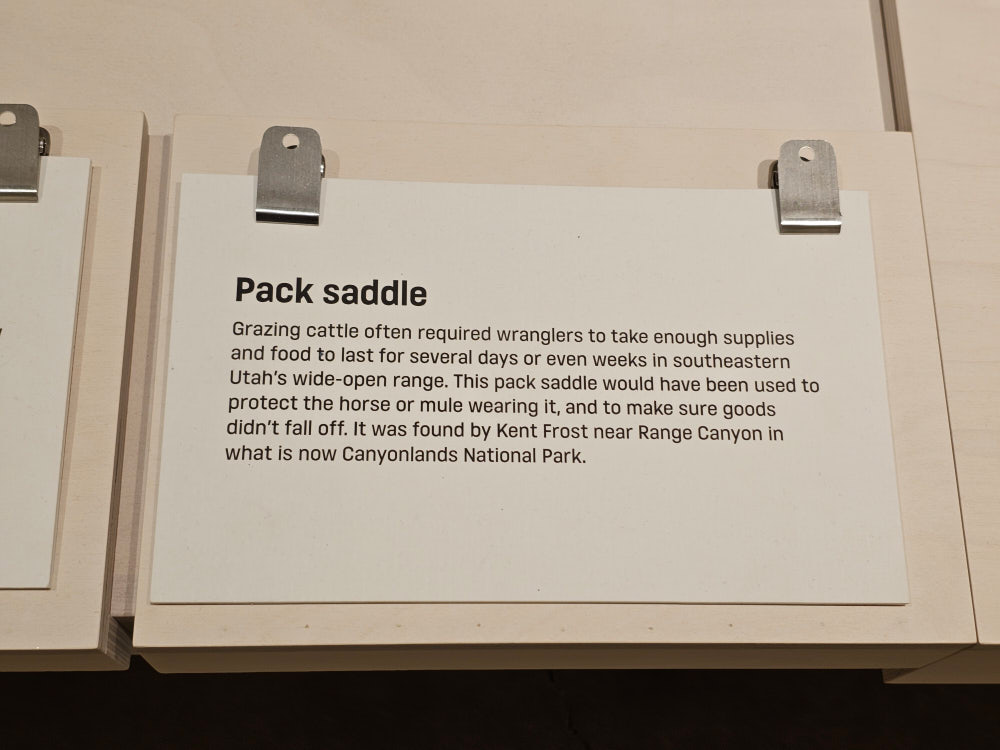 Pack saddle
Grazing cattle often required wranglers to take enough supplies
and food to last for several days or even weeks in southeastern
Utah's wide-open range. This pack saddle would have been used to
protect the horse or mule wearing it, and to make sure goods
didn't fall off. It was found by Kent Frost near Range Canyon in
what is now Canyonlands National Park.